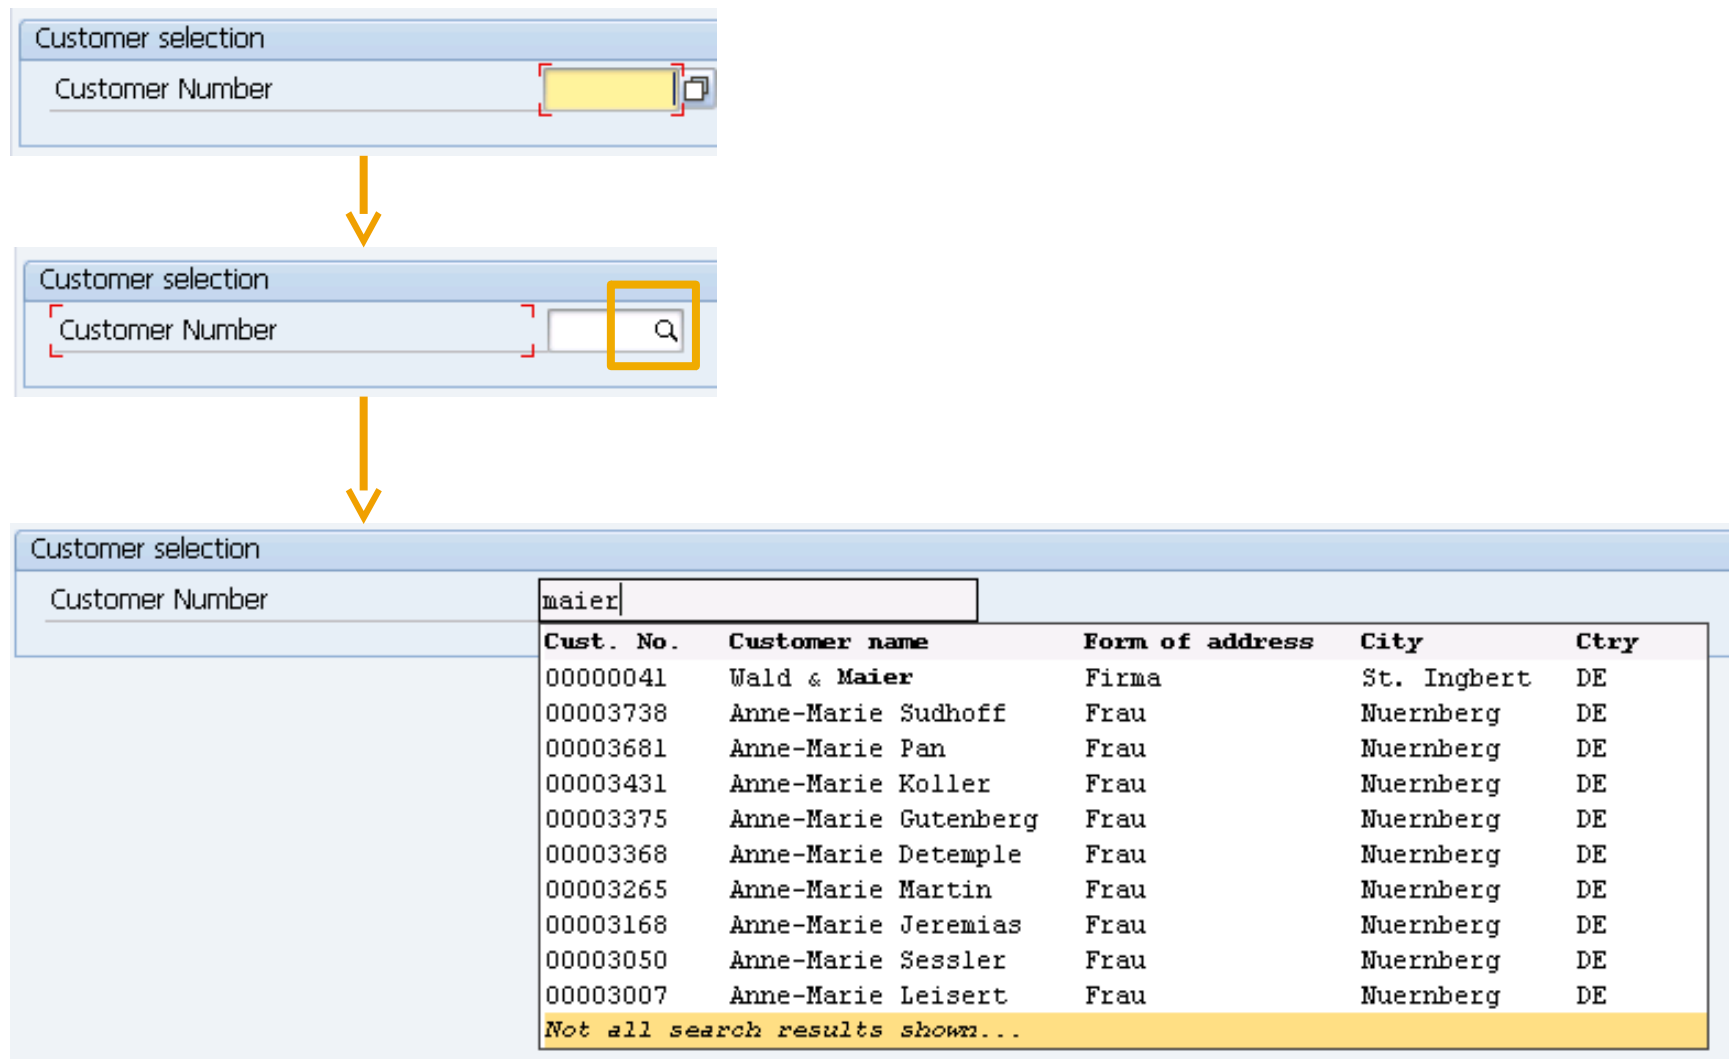 Customer selection
Customer Number
Customer selection
Customer Number
Customer selection
Customer Number maier
Cust. No. Customer name Form of address City Ctry
00000041 Wald & Maier Firma St. Ingbert DE
00003738 Anne-Marie Sudhoff Frau Nuernberg DE
00003681 Anne-Marie Pan Frau Nuernberg DE
00003431 Anne-Marie Koller Frau Nuernberg DE
00003375 Anne-Marie Gutenberg Frau Nuernberg DE
00003368 Anne-Marie Detemple Frau Nuernberg DE
00003265 Anne-Marie Martin Frau Nuernberg DE
00003168 Anne-Marie Jeremias Frau Nuernberg DE
00003050 Anne-Marie Sessler Frau Nuernberg DE
00003007 Anne-Marie Leisert Frau Nuernberg DE
Not all search results shown...